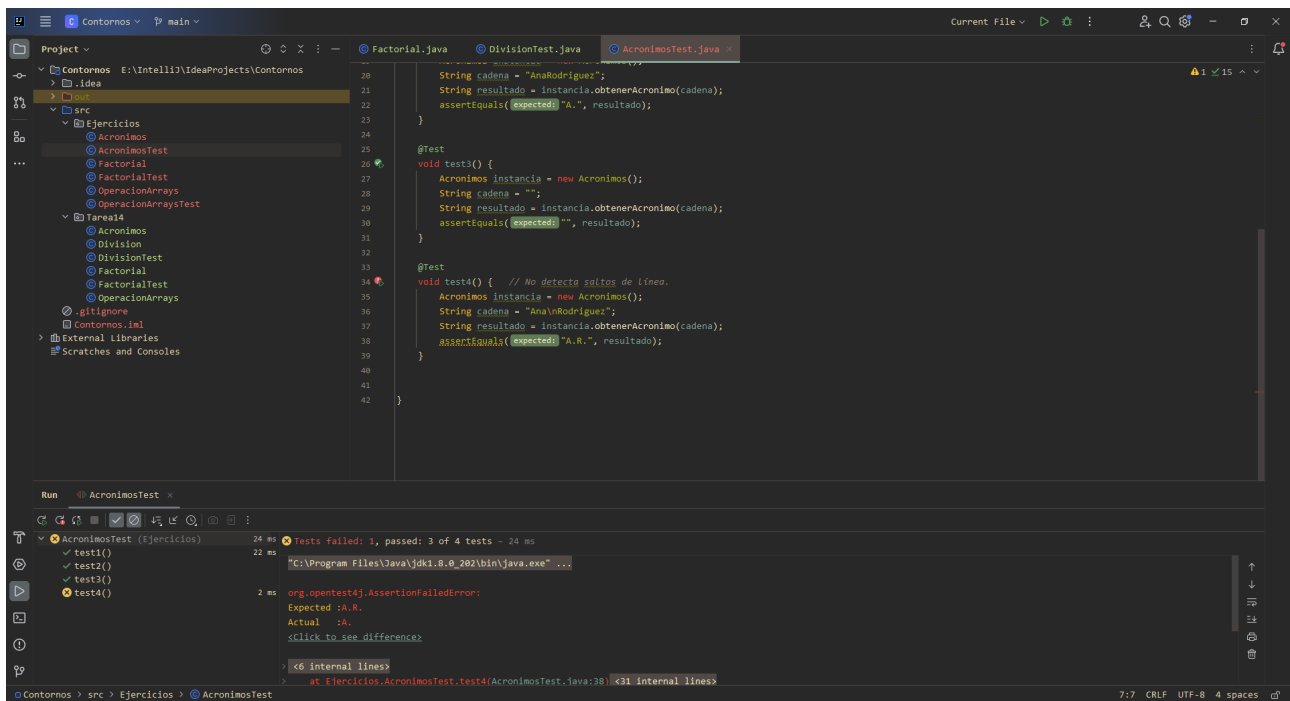 C Contornos main Current File
Project
Factorial.java DivisionTest.java AcronimosTest.java
Contornos E:\IntelliJ\IdeaProjects\Contornos
.idea
out
src
Ejercicios
Acronimos
AcronimosTest
Factorial
FactorialTest
OperacionArrays
OperacionArraysTest
Tarea14
Acronimos
Division
DivisionTest
Factorial
FactorialTest
OperacionArrays
.gitignore
Contornos.iml
External Libraries
Scratches and Consoles
1 15
20 String cadena = "AnaRodriguez";
21 String resultado = instancia.obtenerAcronimo(cadena);
22 assertEquals( expected: "A.", resultado);
23 }
24
25 @Test
26 void test3() {
27 Acronimos instancia = new Acronimos();
28 String cadena = "";
29 String resultado = instancia.obtenerAcronimo(cadena);
30 assertEquals( expected: "", resultado);
31 }
32
33 @Test
34 void test4() { // No detecta saltos de línea.
35 Acronimos instancia = new Acronimos();
36 String cadena = "Ana\nRodriguez";
37 String resultado = instancia.obtenerAcronimo(cadena);
38 assertEquals( expected: "A.R.", resultado);
39 }
40
41
42 }
Run AcronimosTest
AcronimosTest (Ejercicios) 24 ms
test1() 22 ms
test2()
test3()
test4() 2 ms
Tests failed: 1, passed: 3 of 4 tests – 24 ms
"C:\Program Files\Java\jdk1.8.0_202\bin\java.exe" ...
org.opentest4j.AssertionFailedError:
Expected :A.R.
Actual :A.
<Click to see difference>
<6 internal lines>
at Ejercicios.AcronimosTest.test4(AcronimosTest.java:38) <31 internal lines>
Contornos > src > Ejercicios > AcronimosTest 7:7 CRLF UTF-8 4 spaces